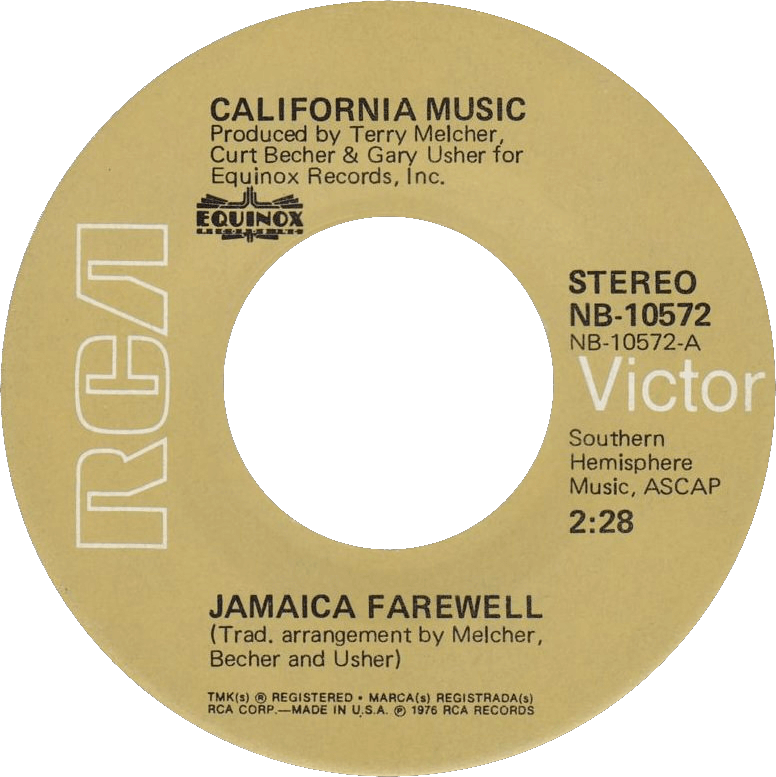 CALIFORNIA MUSIC
Produced by Terry Melcher,
Curt Becher & Gary Usher for
Equinox Records, Inc.
EQUINOX
RECORDING
RCA
STEREO
NB-10572
NB-10572-A
Victor
Southern
Hemisphere
Music, ASCAP
2:28
JAMAICA FAREWELL
(Trad. arrangement by Melcher,
Becher and Usher)
TMK(s) ® REGISTERED • MARCA(s) REGISTRADA(s)
RCA CORP.—MADE IN U.S.A. ℗ 1976 RCA RECORDS